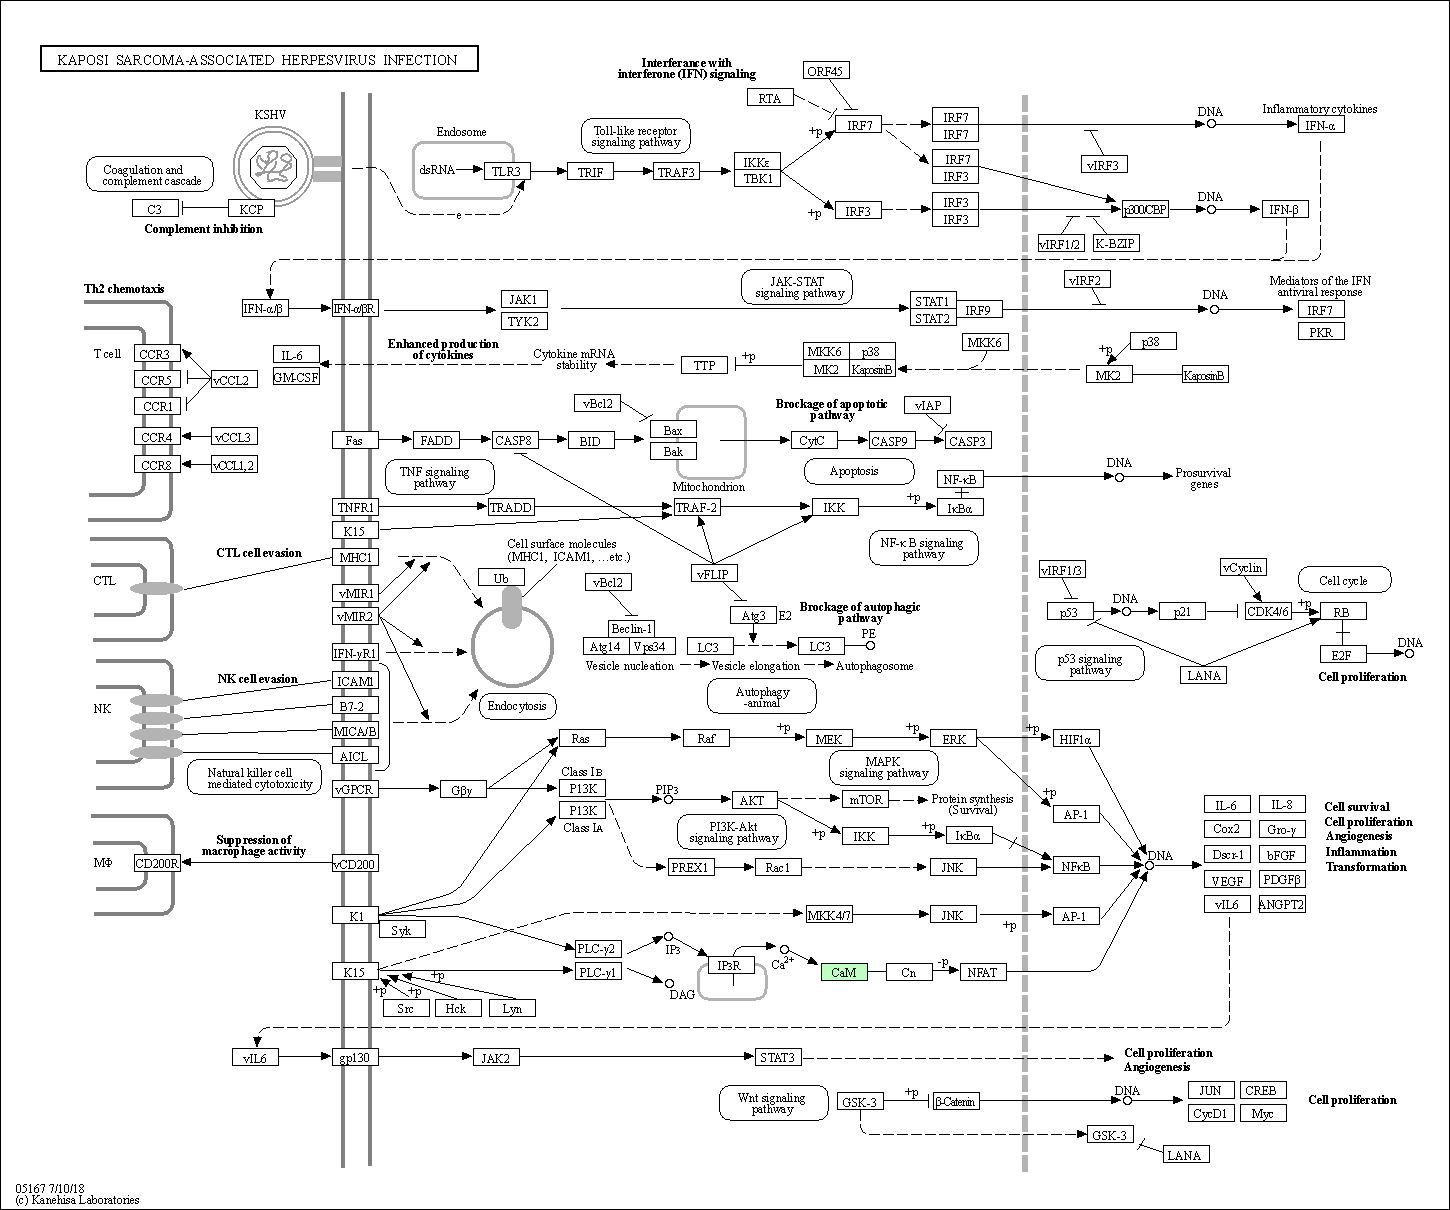 KAPOSI SARCOMA-ASSOCIATED HERPESVIRUS INFECTION
Interferance with
interferone (IFN) signaling
ORF45
RTA
KSHV
Endosome
Toll-like receptor
signaling pathway
dsRNA
TLR3
TRIF
TRAF3
IKKε
TBK1
+p
IRF7
IRF7
IRF7
IRF7
IRF3
+p
IRF3
IRF3
IRF3
DNA
Inflammatory cytokines
IFN-α
vIRF3
p300/CBP
DNA
IFN-β
vIRF1/2
K-BZIP
Coagulation and
complement cascade
C3
KCP
Complement inhibition
e
Th2 chemotaxis
IFN-α/β
IFN-α/βR
JAK1
TYK2
JAK-STAT
signaling pathway
STAT1
STAT2
IRF9
vIRF2
DNA
Mediators of the IFN
antiviral response
IRF7
PKR
T cell
CCR3
CCR5
CCR1
CCR4
CCR8
vCCL2
vCCL3
vCCL1,2
IL-6
GM-CSF
Enhanced production
of cytokines
Cytokine mRNA
stability
TTP
+p
MKK6
p38
MK2
KaposinB
MKK6
+p
p38
MK2
KaposinB
vBcl2
Brockage of apoptotic
pathway
vIAP
Fas
FADD
CASP8
BID
Bax
Bak
CytC
CASP9
CASP3
TNF signaling
pathway
Mitochondrion
Apoptosis
NF-κB
DNA
Prosurvival
genes
TNFR1
TRADD
TRAF-2
IKK
+p
IκBα
K15
NF-κB signaling
pathway
CTL cell evasion
CTL
MHC1
vMIR1
vMIR2
IFN-γR1
Cell surface molecules
(MHC1, ICAM1, ...etc.)
Ub
vBcl2
vFLIP
Beclin-1
Atg14
Vps34
Atg3
E2
Brockage of autophagic
pathway
LC3
LC3
PE
Vesicle nucleation
Vesicle elongation
Autophagosome
Autophagy
-animal
Endocytosis
vIRF1/3
vCyclin
Cell cycle
p53
DNA
p21
CDK4/6
+p
RB
p53 signaling
pathway
LANA
E2F
DNA
Cell proliferation
NK cell evasion
NK
ICAM1
B7-2
MICA/B
AICL
Natural killer cell
mediated cytotoxicity
vGPCR
Gβγ
Ras
Raf
+p
MEK
+p
ERK
+p
HIF1α
MAPK
signaling pathway
Class IB
P13K
P13K
Class IA
PIP3
AKT
mTOR
Protein synthesis
(Survival)
+p
AP-1
PI3K-Akt
signaling pathway
+p
IKK
+p
IκBα
PREX1
Rac1
JNK
NFκB
DNA
IL-6
IL-8
Cox2
Gro-γ
Dscr-1
bFGF
VEGF
PDGFβ
vIL6
ANGPT2
Cell survival
Cell proliferation
Angiogenesis
Inflammation
Transformation
Suppression of
macrophage activity
MΦ
CD200R
vCD200
K1
Syk
MKK4/7
JNK
+p
AP-1
PLC-γ2
IP3
IP3R
Ca2+
CaM
Cn
-p
NFAT
K15
PLC-γ1
DAG
+p
+p
+p
Src
Hck
Lyn
vIL6
gp130
JAK2
STAT3
Cell proliferation
Angiogenesis
Wnt signaling
pathway
GSK-3
+p
β-Catenin
DNA
JUN
CREB
CycD1
Myc
Cell proliferation
GSK-3
LANA
05167 7/10/18
(c) Kanehisa Laboratories